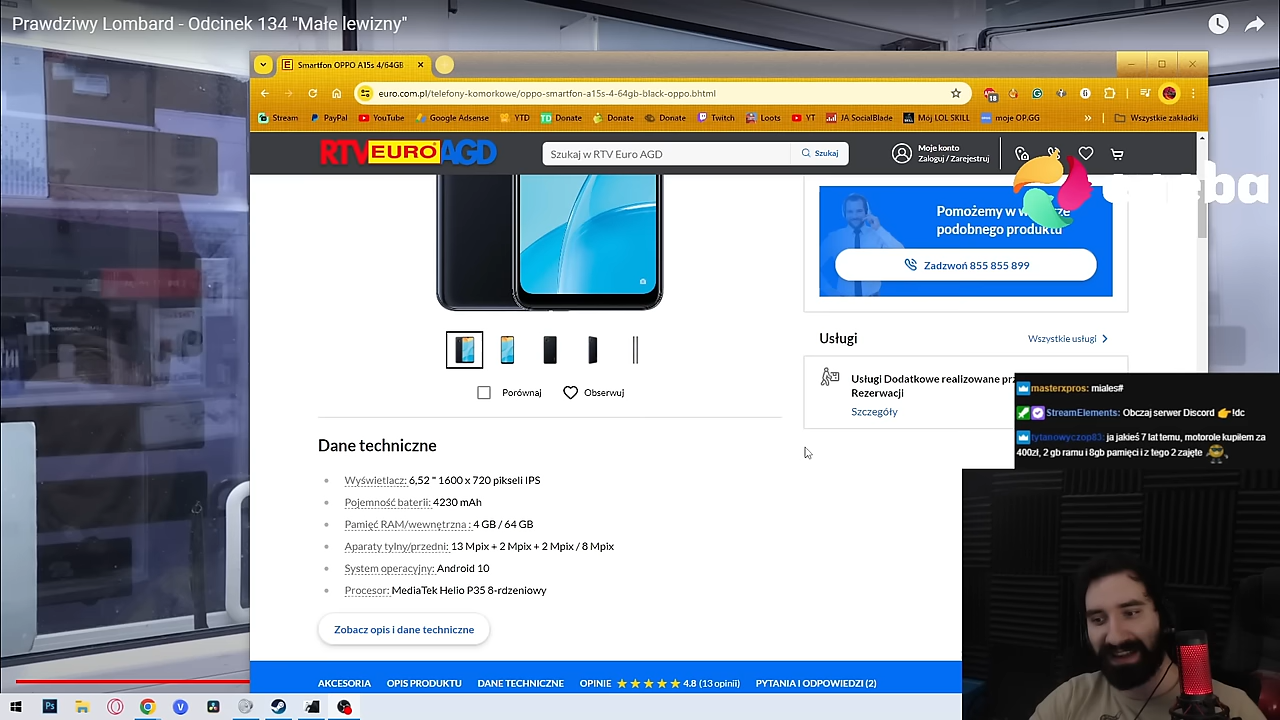 Prawdziwy Lombard - Odcinek 134 "Małe lewizny"
Smartfon OPPO A15s 4/64GB
euro.com.pl/telefony-komorkowe/oppo-smartfon-a15s-4-64gb-black-oppo.bhtml
18
Stream
PayPal
YouTube
Google Adsense
YTD
Donate
Donate
Donate
Twitch
Loots
YT
JA SocialBlade
Mój LOL SKILL
moje OP.GG
Wszystkie zakładki
RTV EURO AGD
Szukaj w RTV Euro AGD
Szukaj
Moje konto
Zaloguj / Zarejestruj
Pomożemy w
podobnego produktu
Zadzwoń 855 855 899
Usługi
Wszystkie usługi
Usługi Dodatkowe realizowane
Rezerwacji
Szczegóły
Porównaj
Obserwuj
Dane techniczne
Wyświetlacz: 6,52 " 1600 x 720 pikseli IPS
Pojemność baterii: 4230 mAh
Pamięć RAM/wewnętrzna : 4 GB / 64 GB
Aparaty tylny/przedni: 13 Mpix + 2 Mpix + 2 Mpix / 8 Mpix
System operacyjny: Android 10
Procesor: MediaTek Helio P35 8-rdzeniowy
Zobacz opis i dane techniczne
AKCESORIA
OPIS PRODUKTU
DANE TECHNICZNE
OPINIE
4.8 (13 opinii)
PYTANIA I ODPOWIEDZI (2)
masterxpros: miales#
StreamElements: Obczaj serwer Discord 👉!dc
tytanowyczop83: ja jakieś 7 lat temu, motorole kupiłem za
400zł, 2 gb ramu i 8gb pamięci i z tego 2 zajęte
Ps